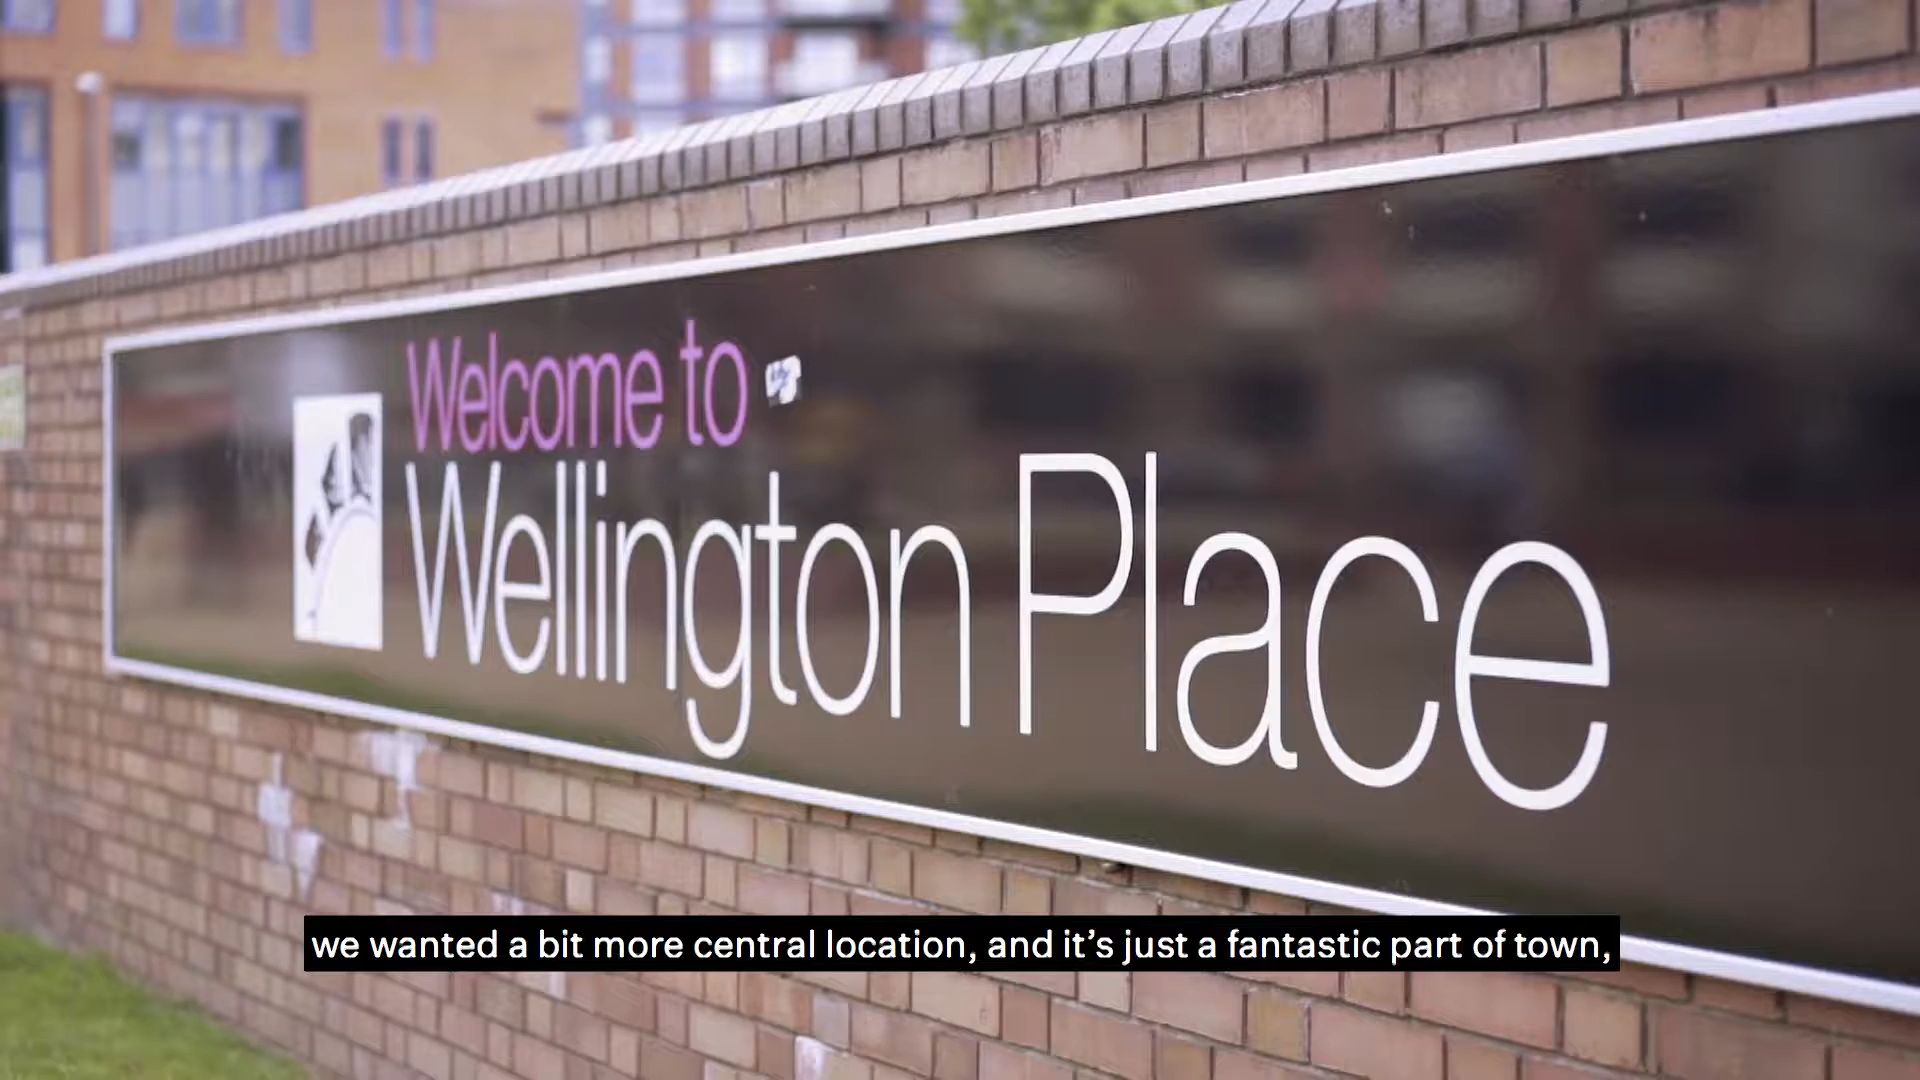 Welcome to
Wellington Place
we wanted a bit more central location, and it’s just a fantastic part of town,